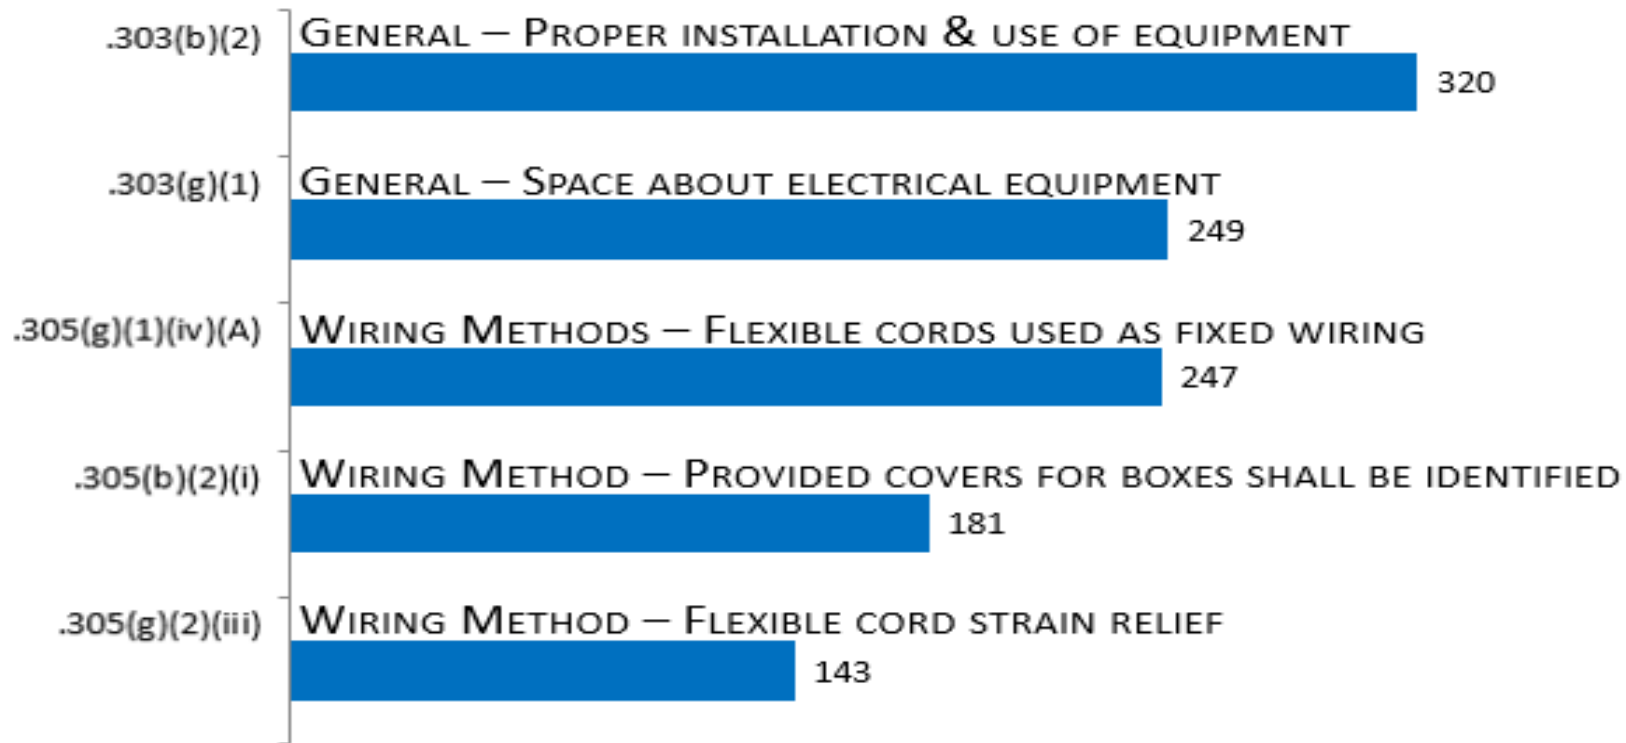 .303(b)(2) General – Proper installation & use of equipment
320
.303(g)(1) General – Space about electrical equipment
249
.305(g)(1)(iv)(A) Wiring Methods – Flexible cords used as fixed wiring
247
.305(b)(2)(i) Wiring Method – Provided covers for boxes shall be identified
181
.305(g)(2)(iii) Wiring Method – Flexible cord strain relief
143